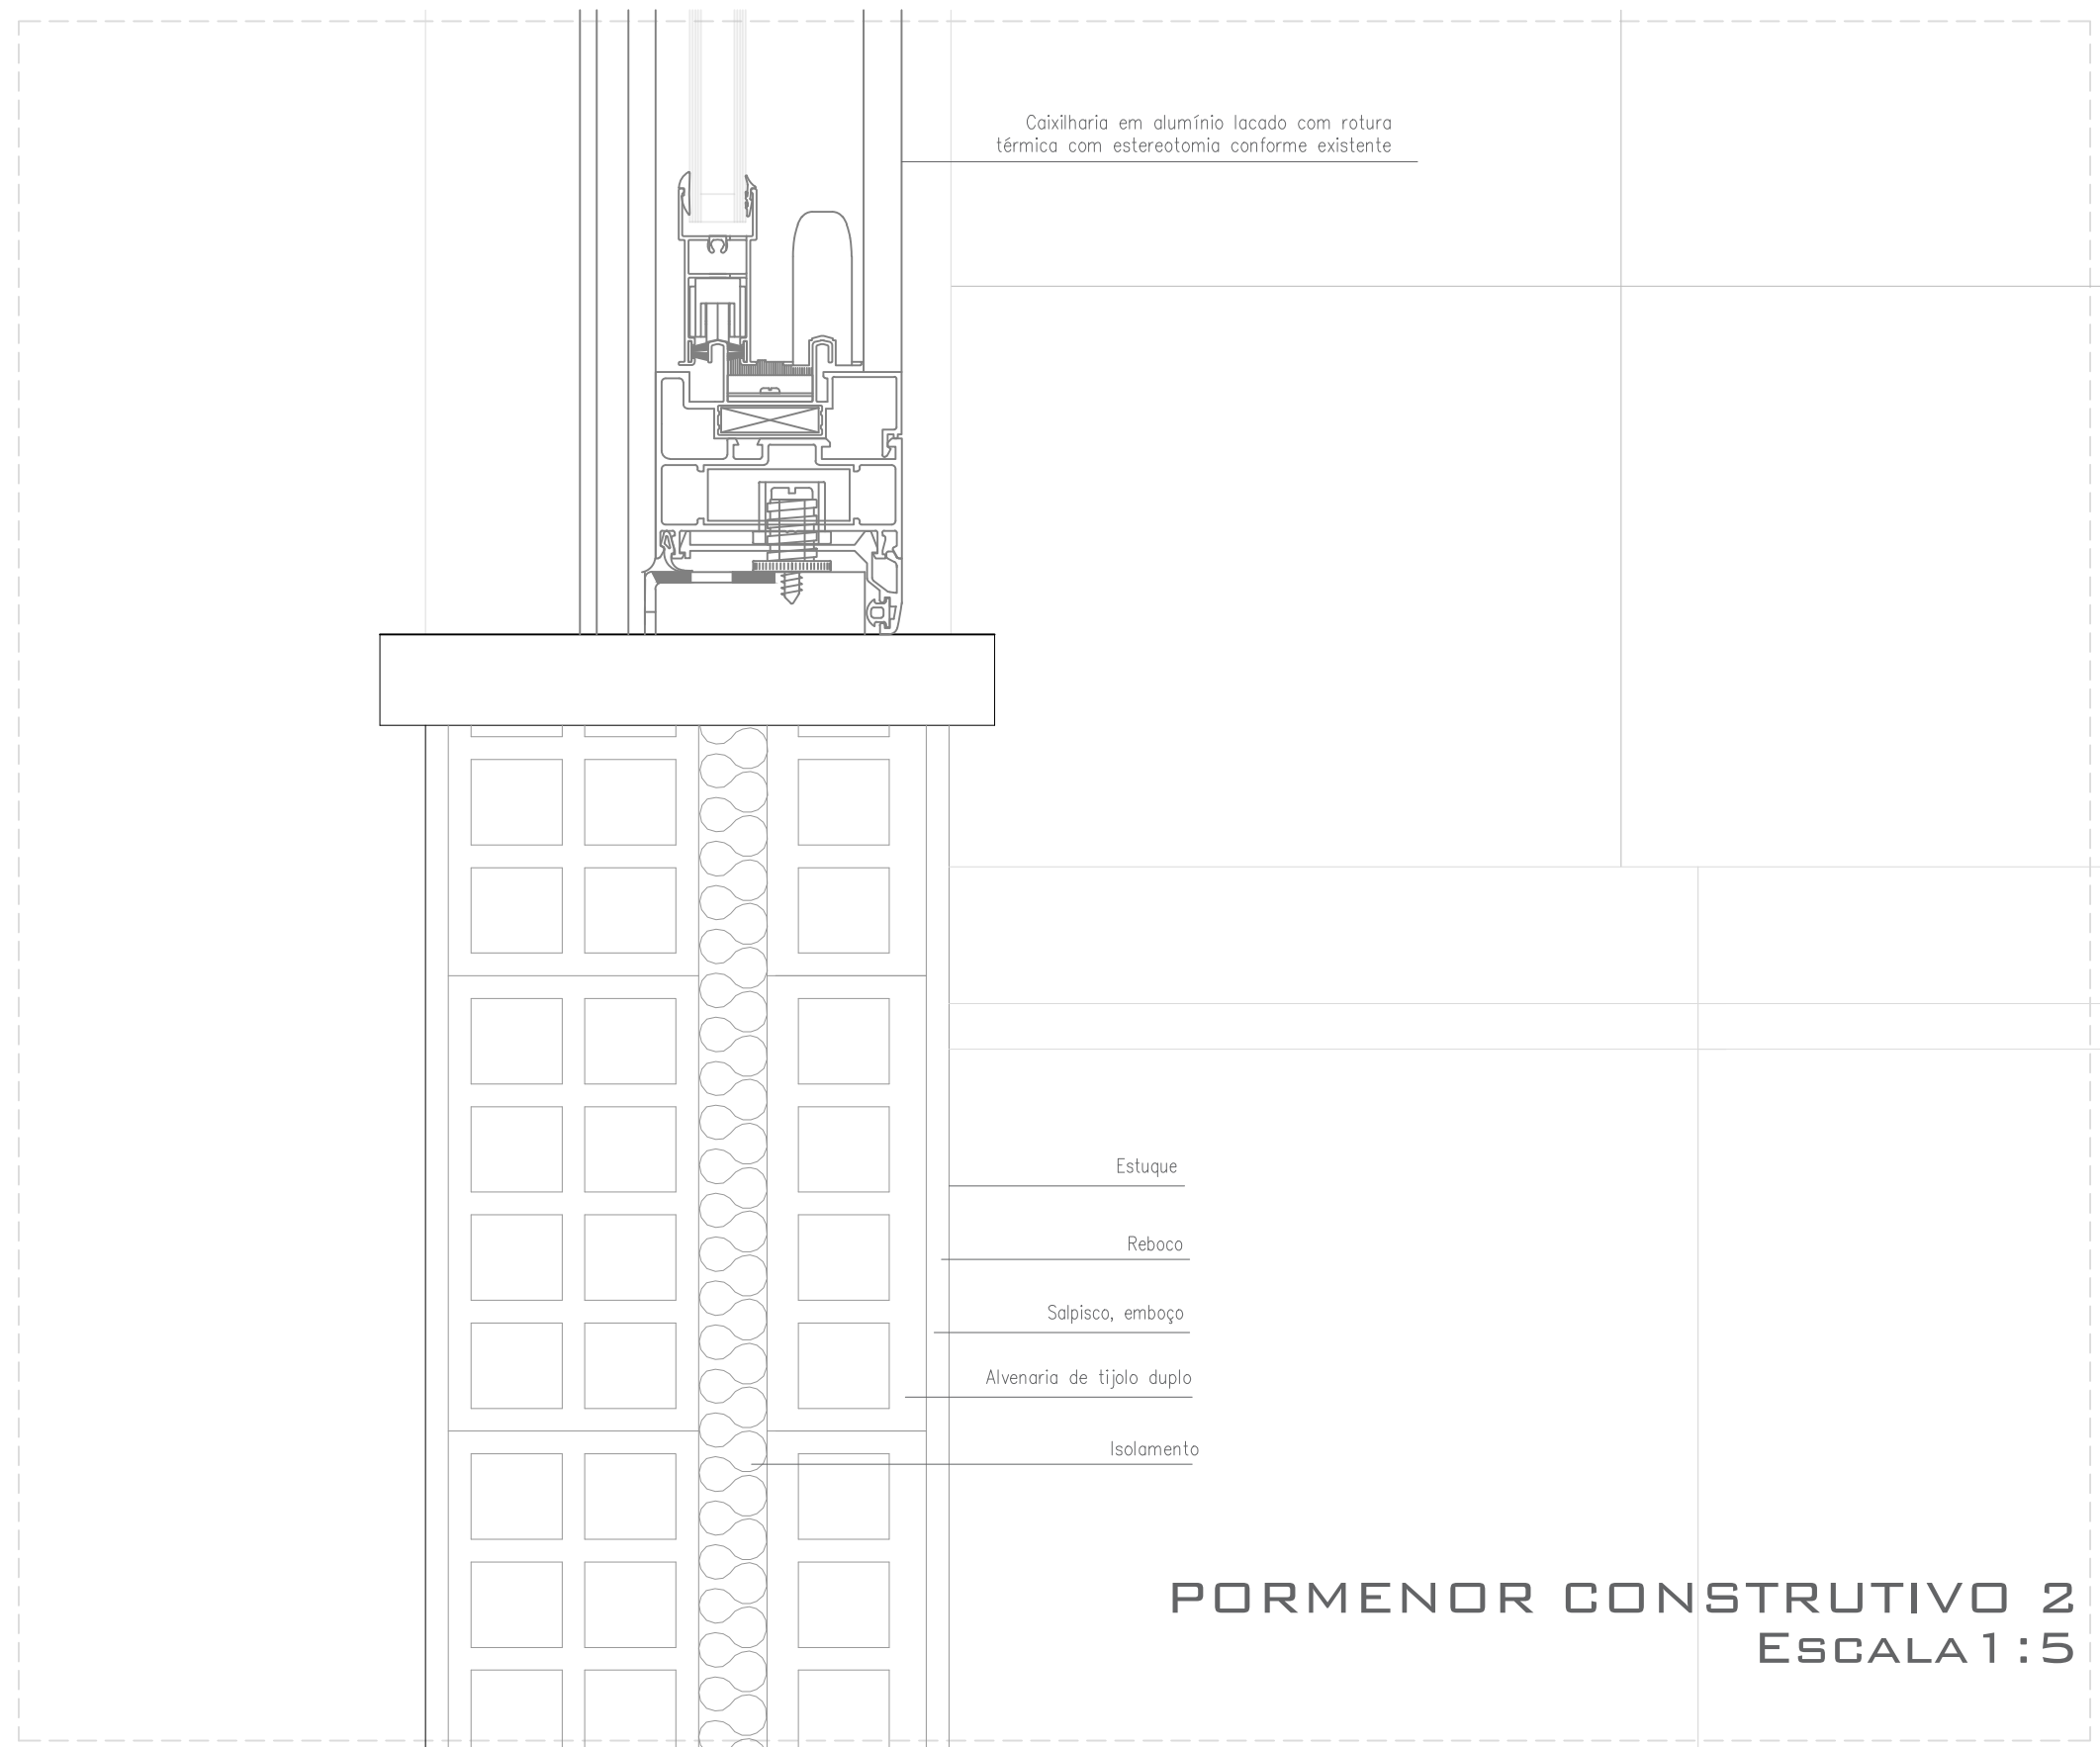 Caixilharia em alumínio lacado com rotura
térmica com estereotomia conforme existente
Estuque
Reboco
Salpisco, emboço
Alvenaria de tijolo duplo
Isolamento
PORMENOR CONSTRUTIVO 2
ESCALA1:5